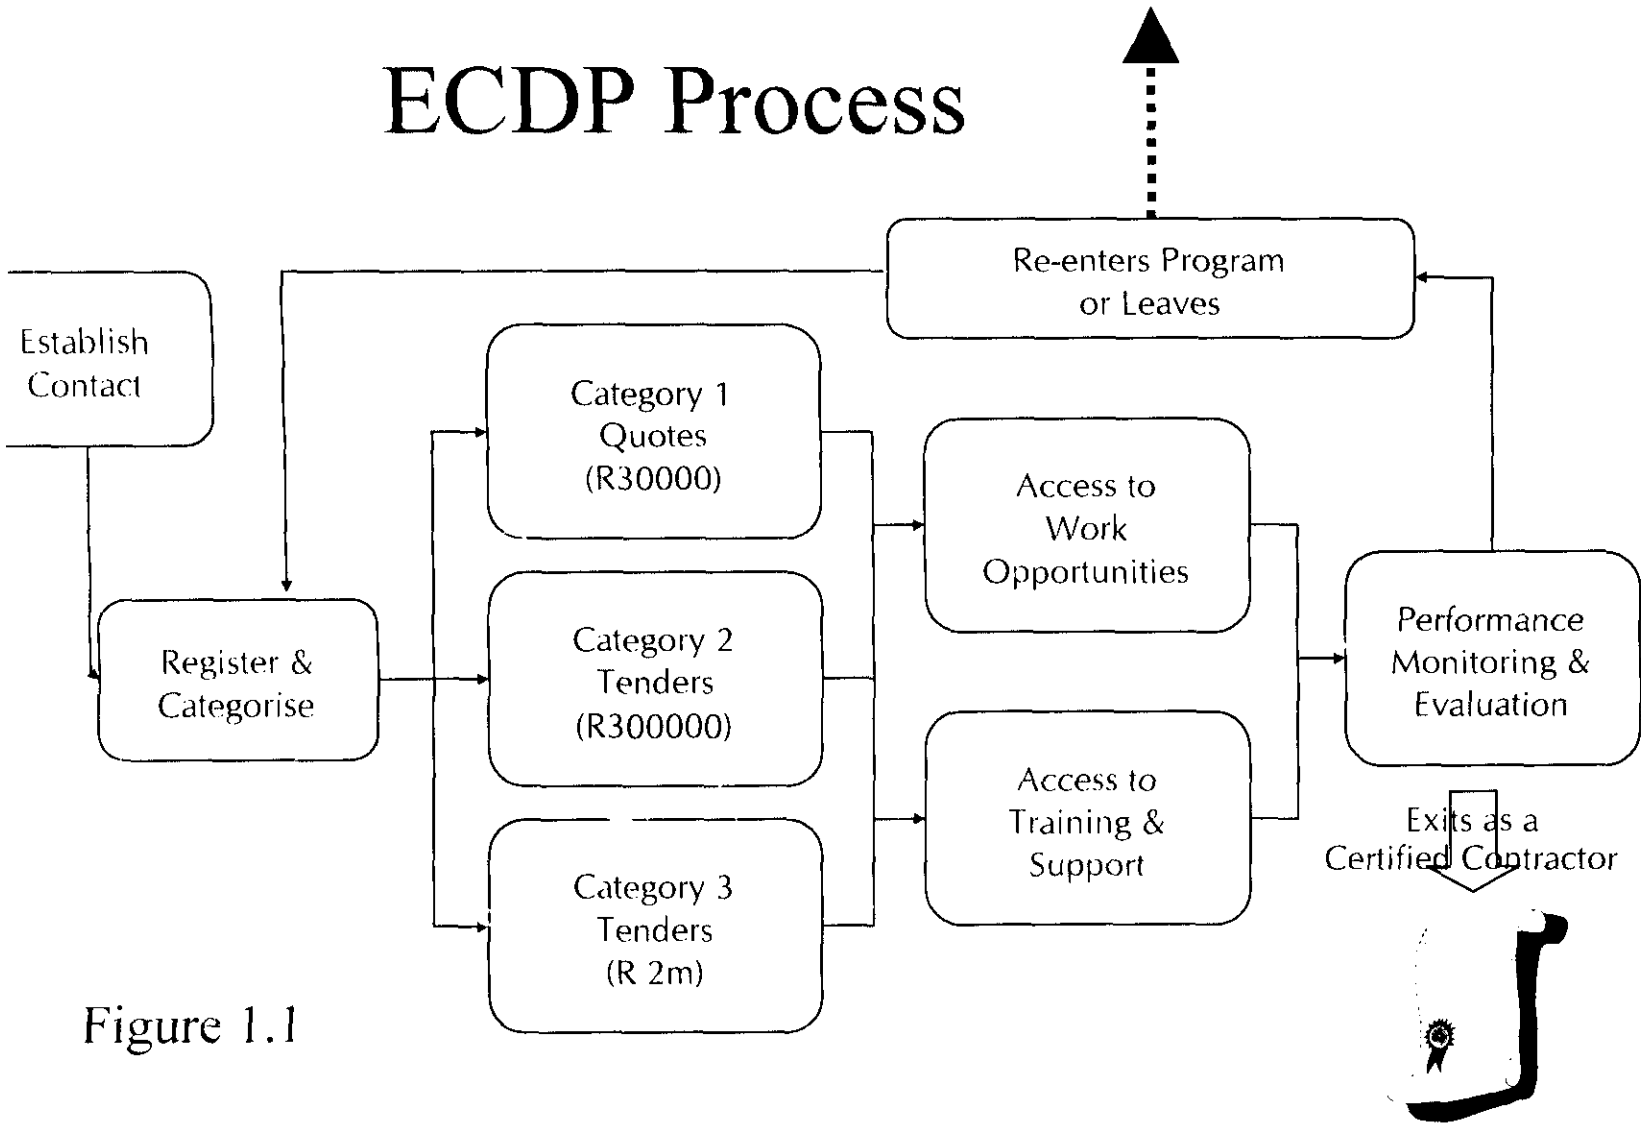 ECDP Process
Re-enters Program
or Leaves
Establish
Contact
Category 1
Quotes
(R30000)
Access to
Work
Opportunities
Register &
Categorise
Category 2
Tenders
(R300000)
Performance
Monitoring &
Evaluation
Access to
Training &
Support
Exits as a
Certified Contractor
Category 3
Tenders
(R 2m)
Figure 1.1